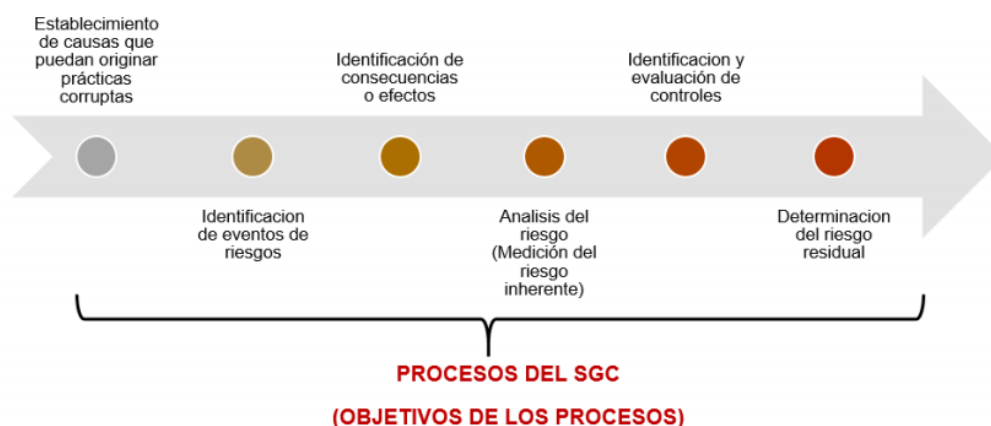 Establecimiento
de causas que
puedan originar
prácticas
corruptas
Identificacion
de eventos de
riesgos
Identificación de
consecuencias
o efectos
Analisis del
riesgo
(Medición del
riesgo
inherente)
Identificacion y
evaluación de
controles
Determinacion
del riesgo
residual
PROCESOS DEL SGC
(OBJETIVOS DE LOS PROCESOS)